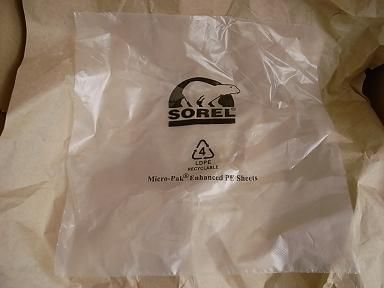 SOREL
4
LDPE
RECYCLABLE
Micro-Pak® Enhanced PE Sheets